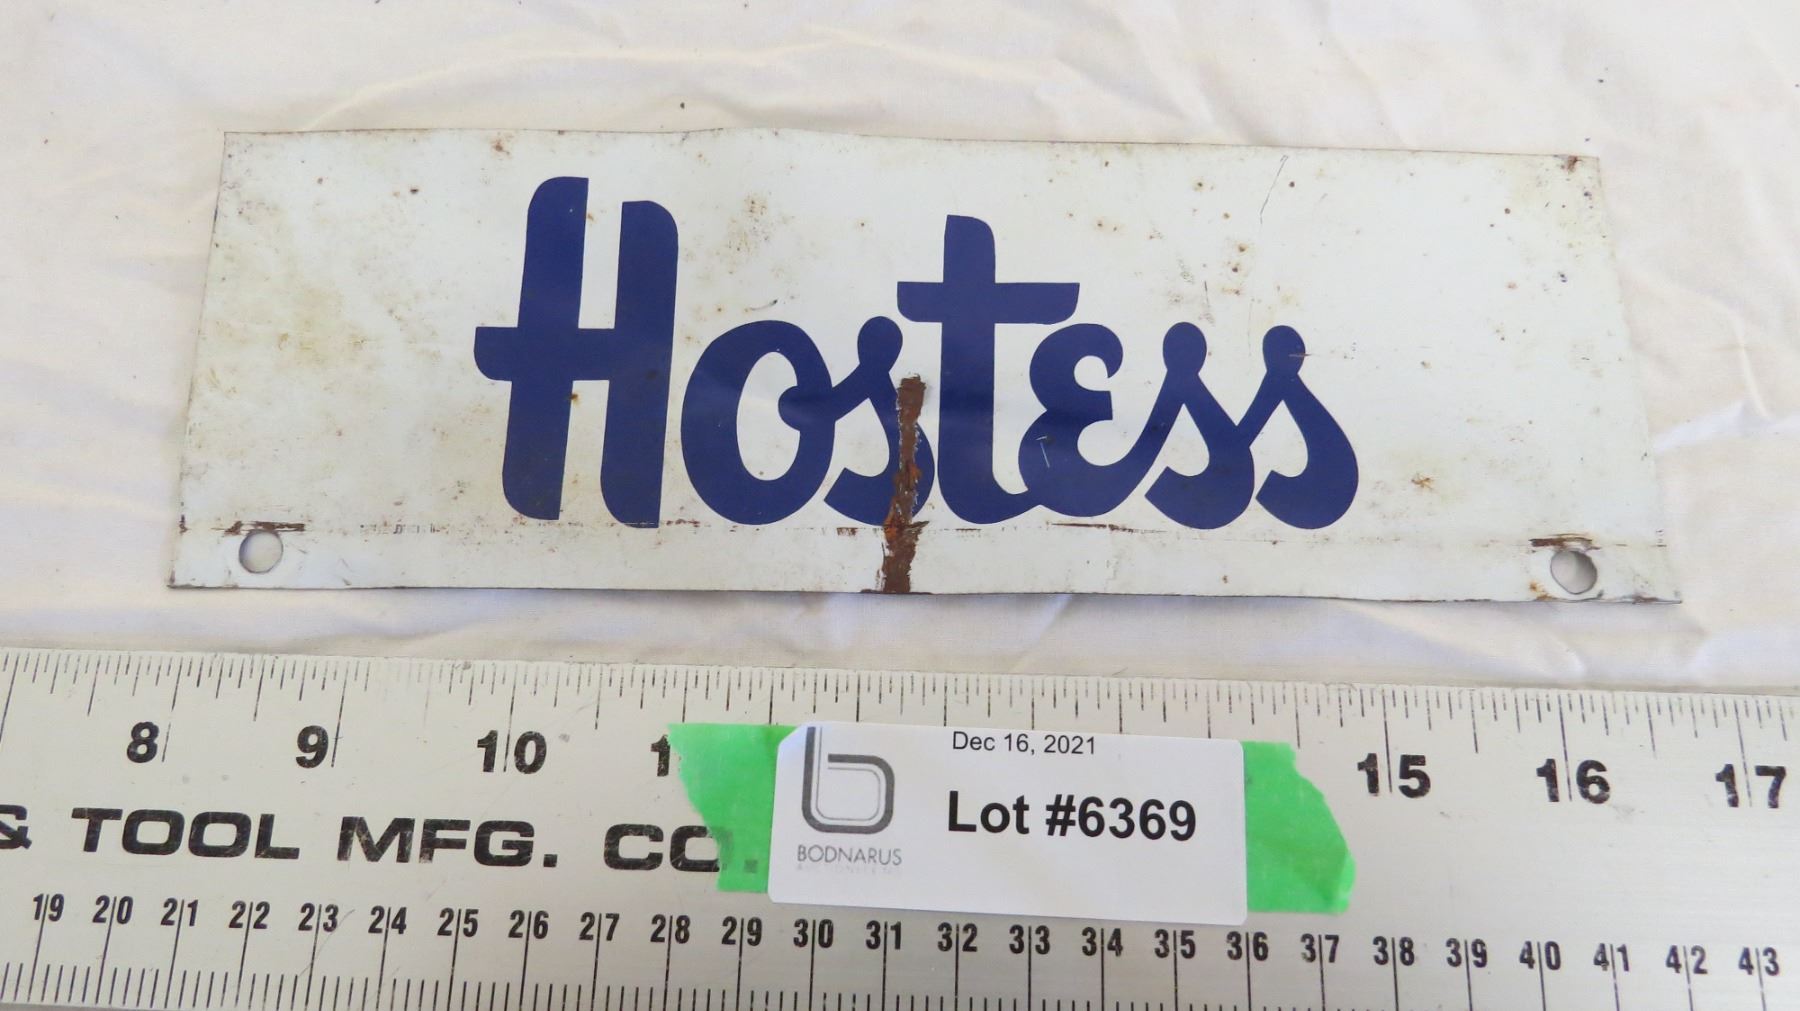 Hostess
8 9 10 1 15 16 17
Dec 16, 2021
Lot #6369
BODNARUS
AUCTIONEERING
& TOOL MFG. CO.
19 20 21 22 23 24 25 26 27 28 29 30 31 32 33 34 35 36 37 38 39 40 41 42 43